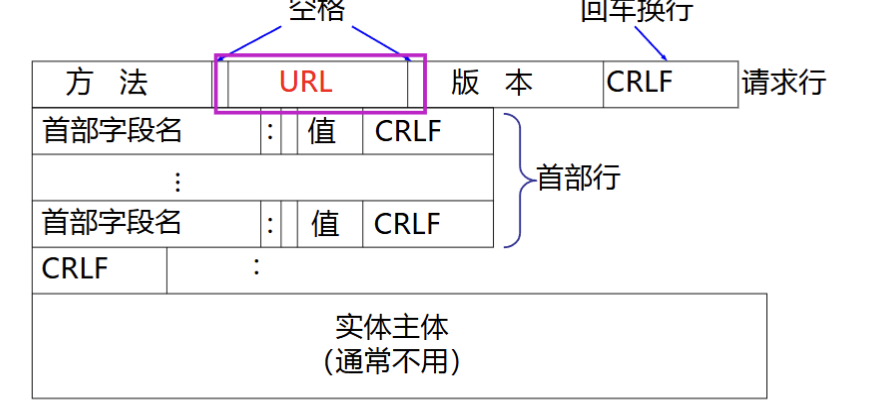 空格 回车换行
方 法 URL 版 本 CRLF 请求行
首部字段名 : 值 CRLF
⋮ 首部行
首部字段名 : 值 CRLF
CRLF :
实体主体
（通常不用）